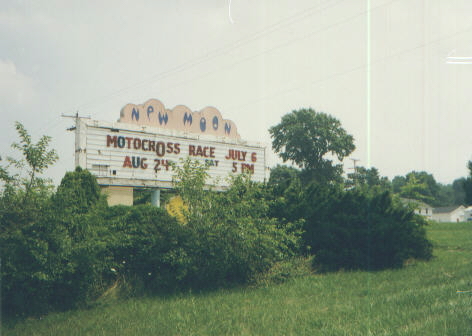 NEW MOON
MOTOCROSS RACE JULY 6
AUG 24 SAT 5 PM